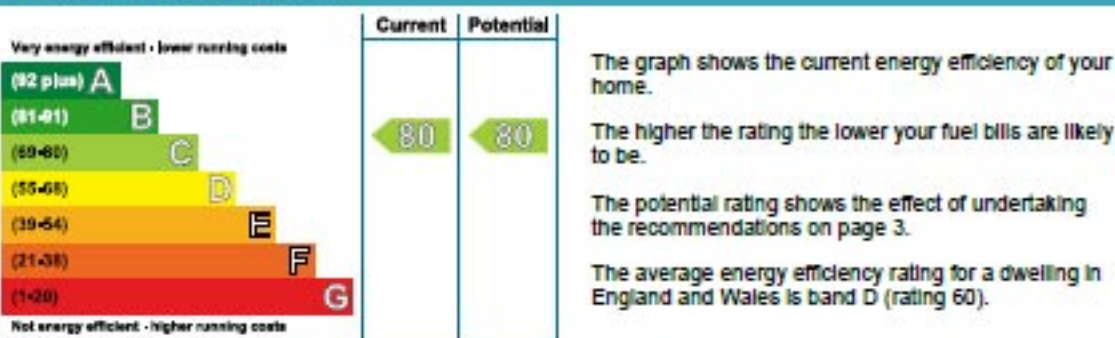 Current Potential
Very energy efficient - lower running costs
(92 plus) A
(81-91) B
(69-80) C
(55-68) D
(39-54) E
(21-38) F
(1-20) G
Not energy efficient - higher running costs
80 80
The graph shows the current energy efficiency of your
home.
The higher the rating the lower your fuel bills are likely
to be.
The potential rating shows the effect of undertaking
the recommendations on page 3.
The average energy efficiency rating for a dwelling in
England and Wales is band D (rating 60).